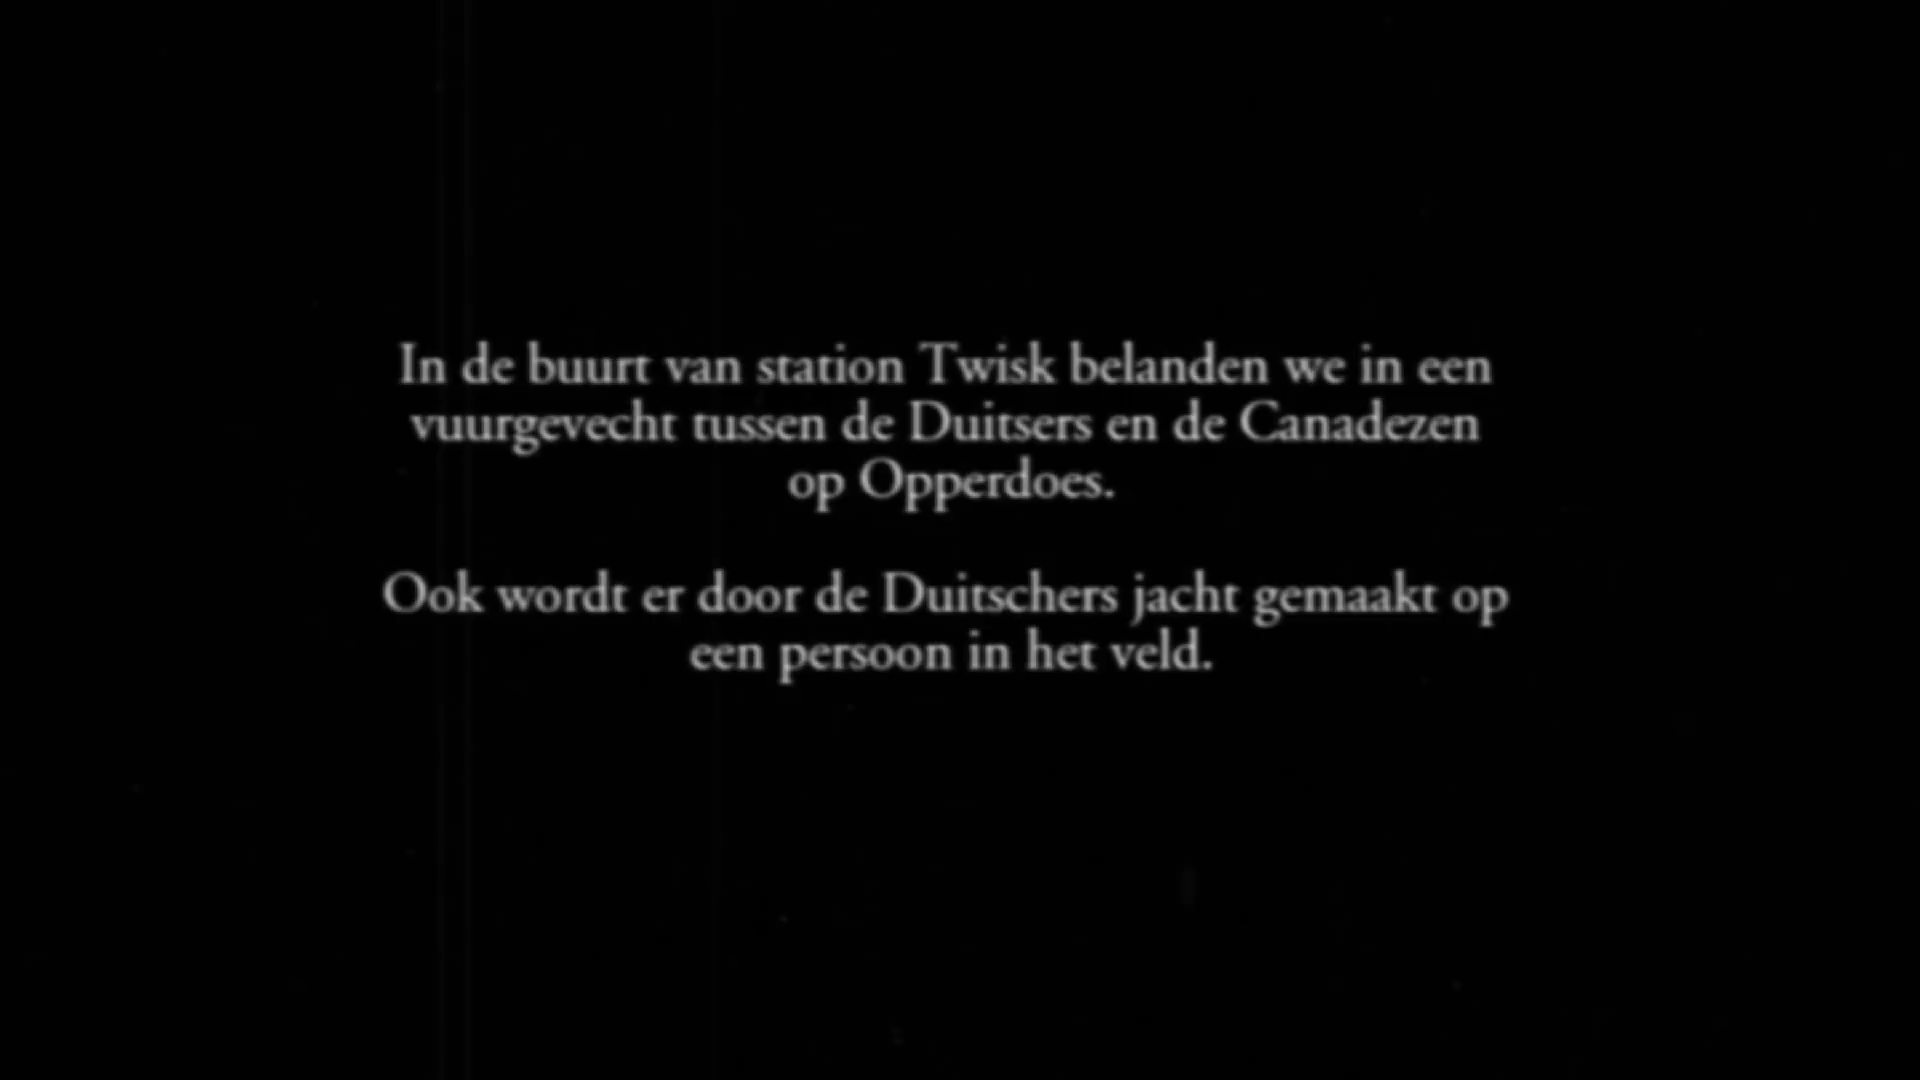 In de buurt van station Twisk belanden we in een
vuurgevecht tussen de Duitsers en de Canadezen
op Opperdoes.
Ook wordt er door de Duitschers jacht gemaakt op
een persoon in het veld.